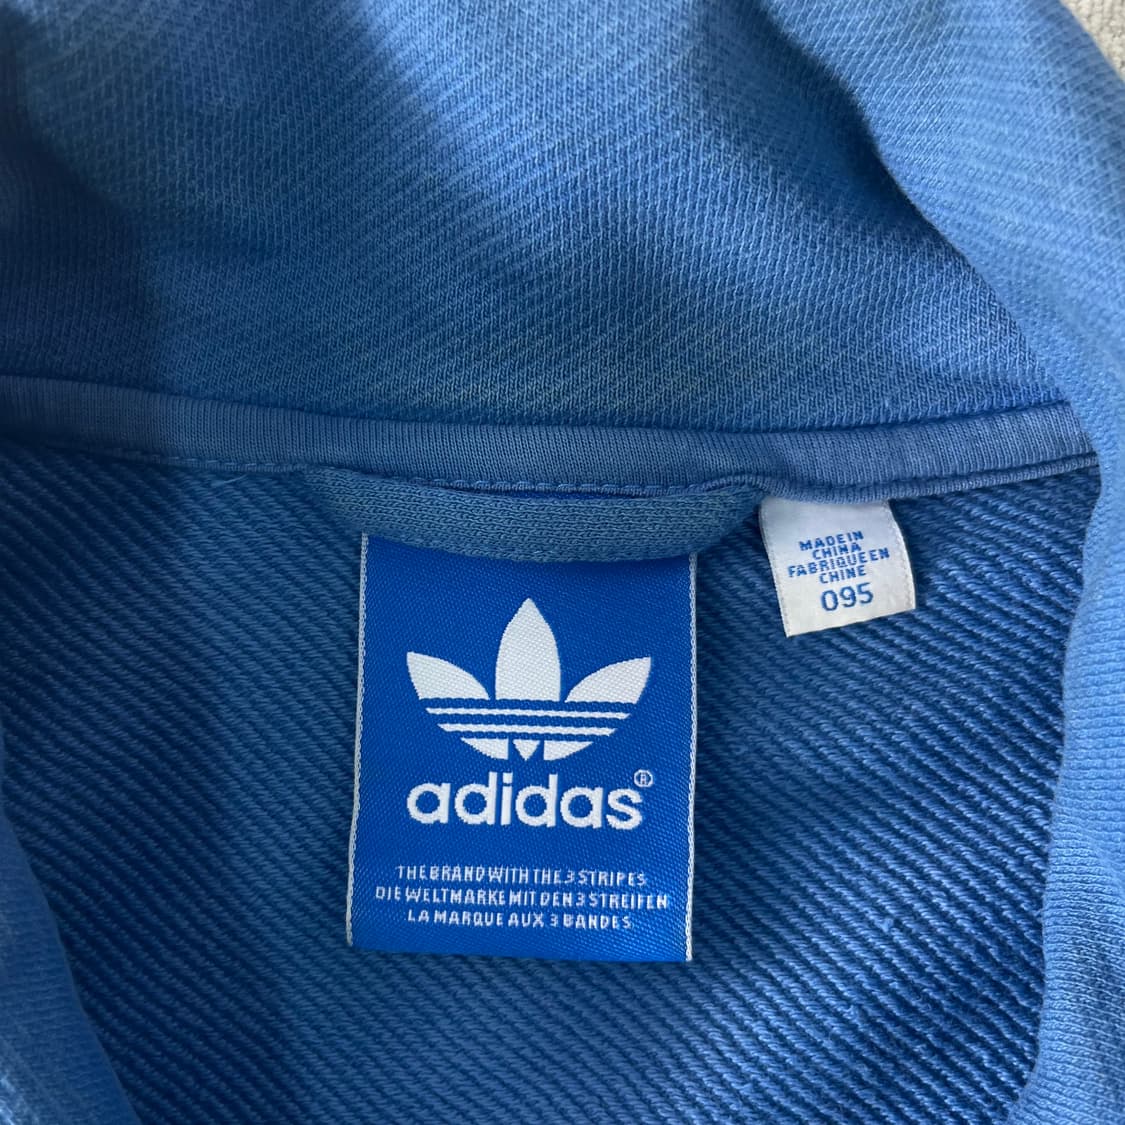 MADE IN
CHINA
FABRIQUE EN
CHINE
095
adidas®
THE BRAND WITH THE 3 STRIPES
DIE WELTMARKE MIT DEN 3 STREIFEN
LA MARQUE AUX 3 BANDES